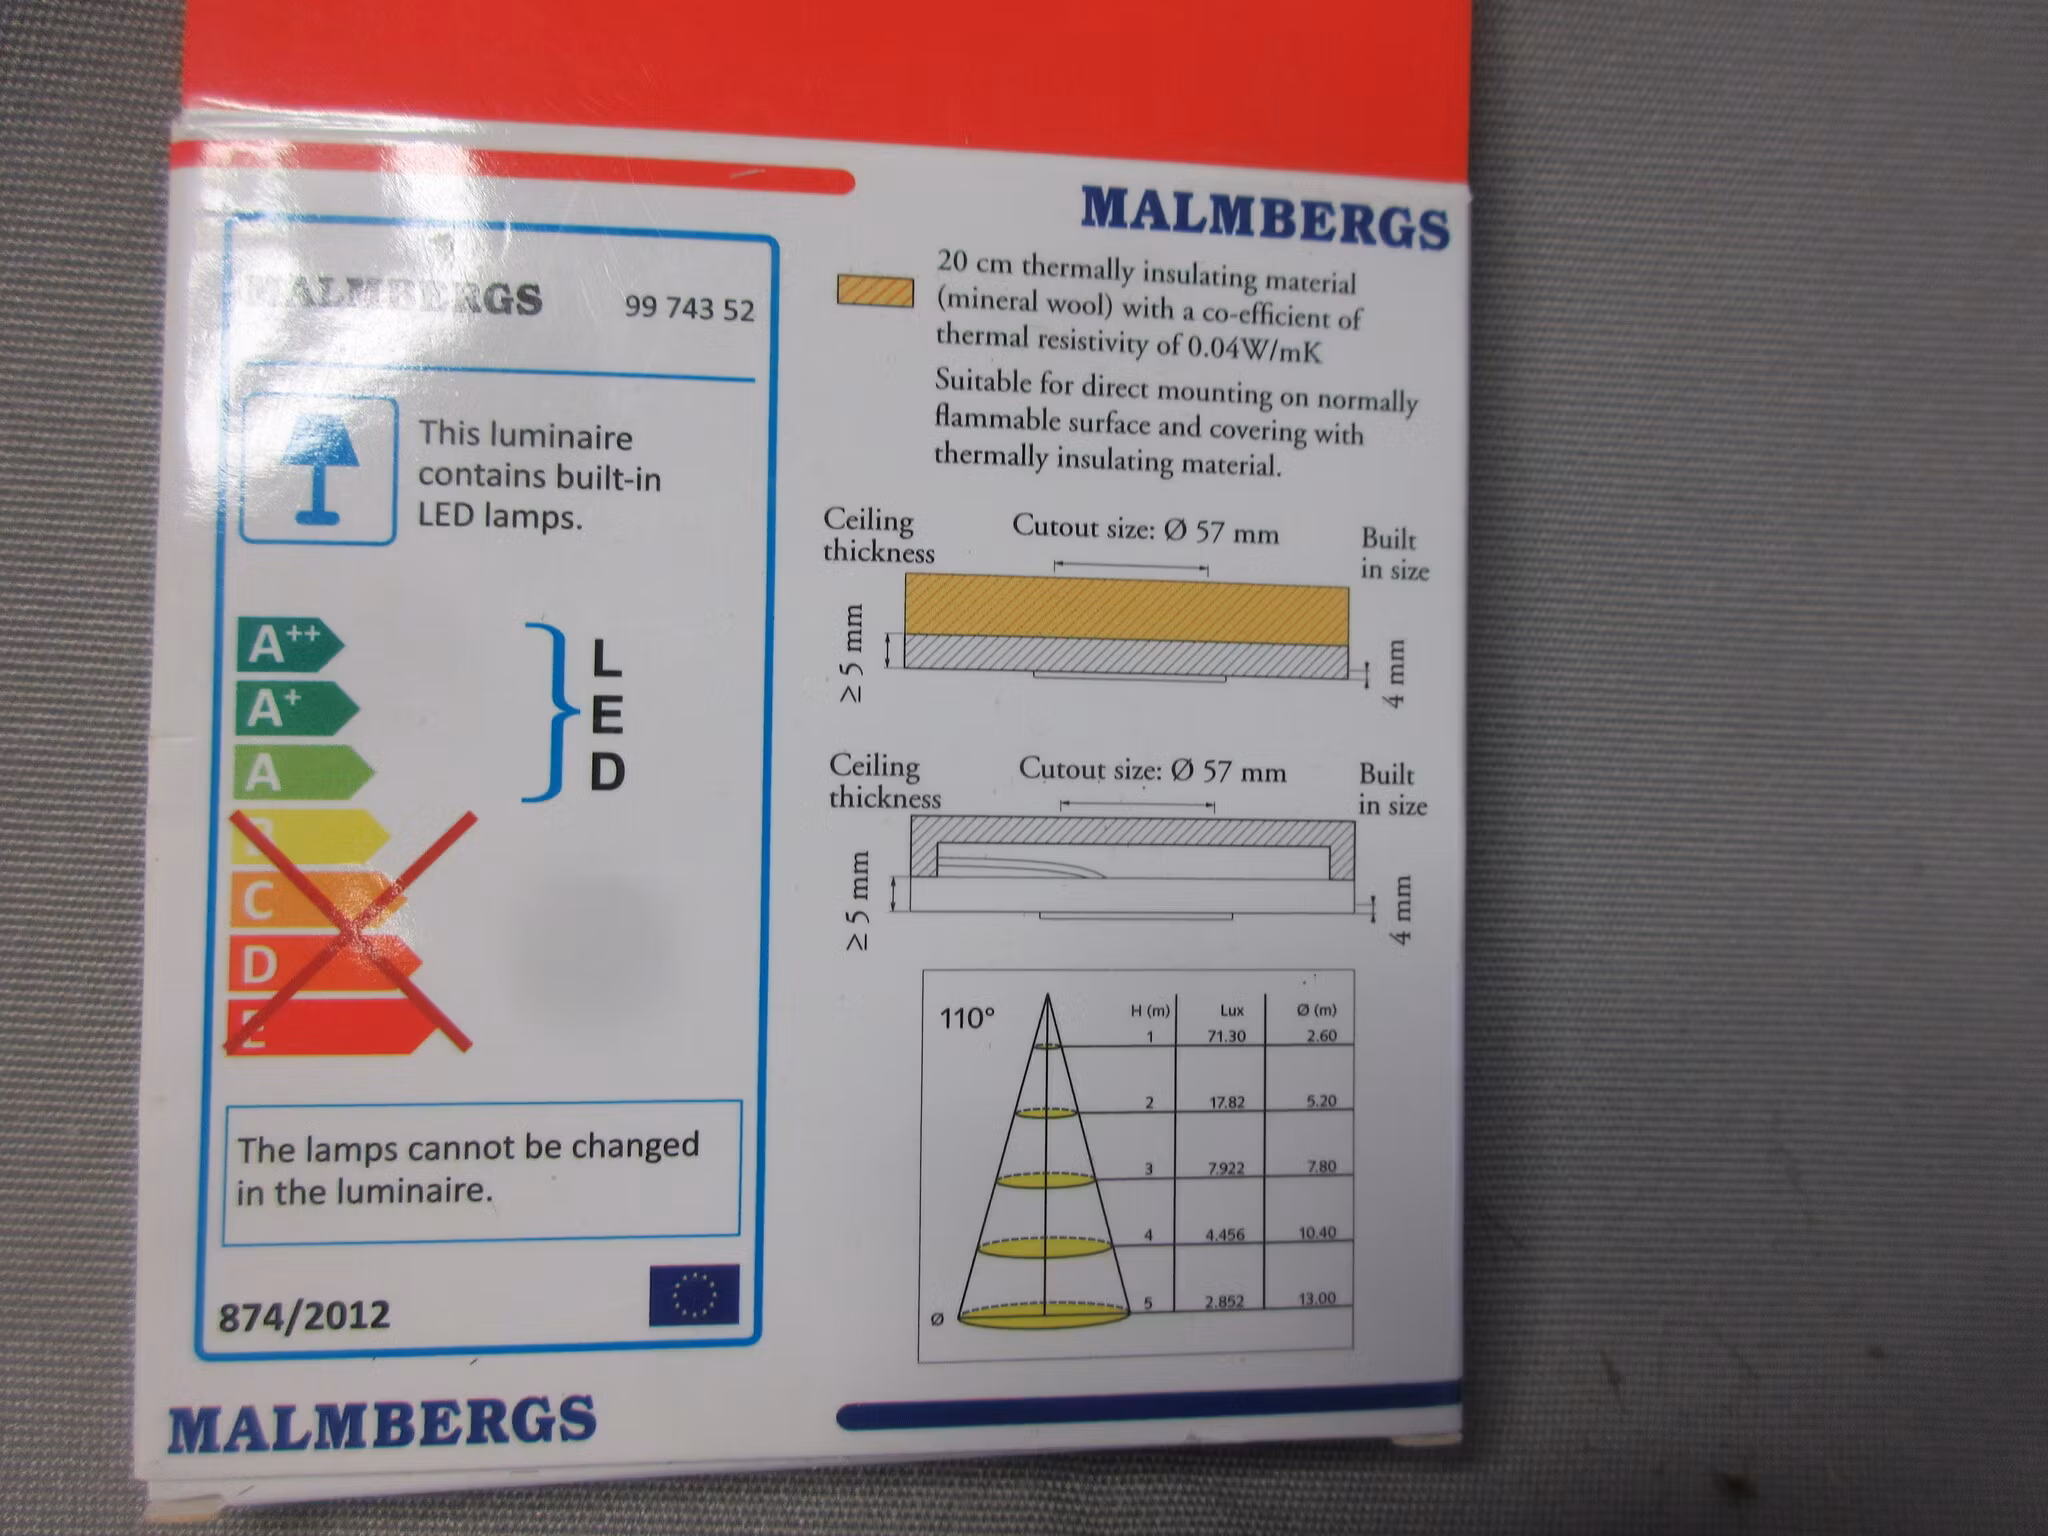 MALMBERGS
99 743 52
This luminaire
contains built-in
LED lamps.
A++
A+
A
B
C
D
E
L
E
D
The lamps cannot be changed
in the luminaire.
874/2012
MALMBERGS
MALMBERGS
20 cm thermally insulating material
(mineral wool) with a co-efficient of
thermal resistivity of 0.04W/mK
Suitable for direct mounting on normally
flammable surface and covering with
thermally insulating material.
Ceiling
thickness
Cutout size: Ø 57 mm
Built
in size
≥ 5 mm
4 mm
Ceiling
thickness
Cutout size: Ø 57 mm
Built
in size
≥ 5 mm
4 mm
110°
H (m) Lux Ø (m)
1 71.30 2.60
2 17.82 5.20
3 7.922 7.80
4 4.456 10.40
5 2.852 13.00
Ø